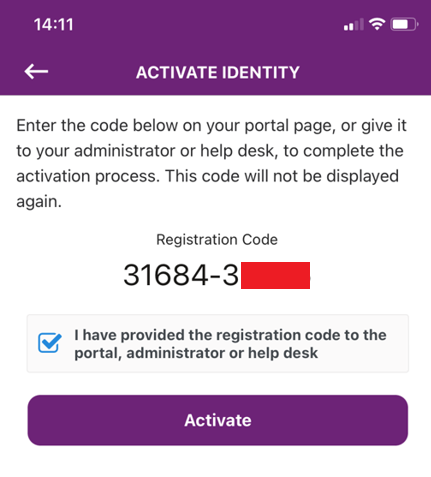 14:11
ACTIVATE IDENTITY
Enter the code below on your portal page, or give it
to your administrator or help desk, to complete the
activation process. This code will not be displayed
again.
Registration Code
31684-3
I have provided the registration code to the
portal, administrator or help desk
Activate